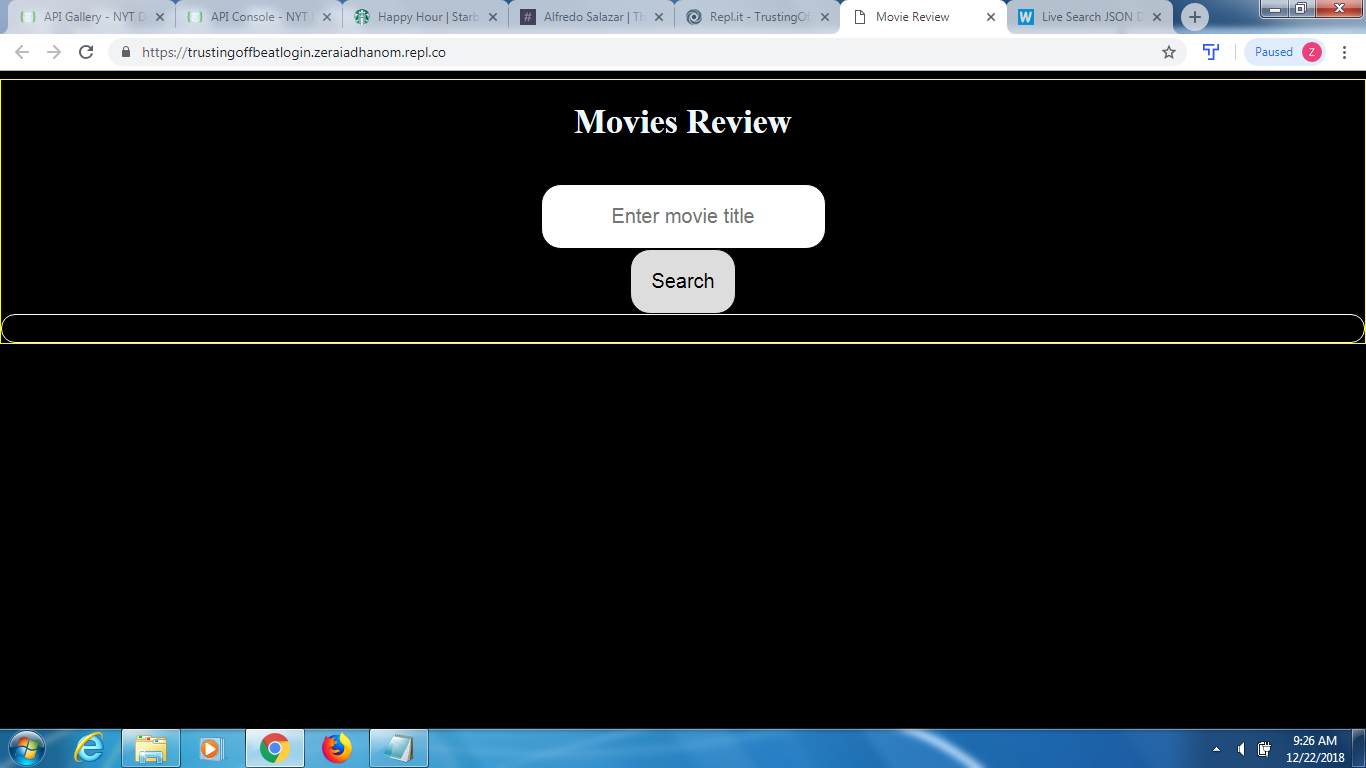 API Gallery - NYT D
API Console - NYT
Happy Hour | Starb
Alfredo Salazar | Th
Repl.it - TrustingOf
Movie Review
Live Search JSON D
https://trustingoffbeatlogin.zeraiadhanom.repl.co
Paused
Z
Movies Review
Enter movie title
Search
9:26 AM
12/22/2018